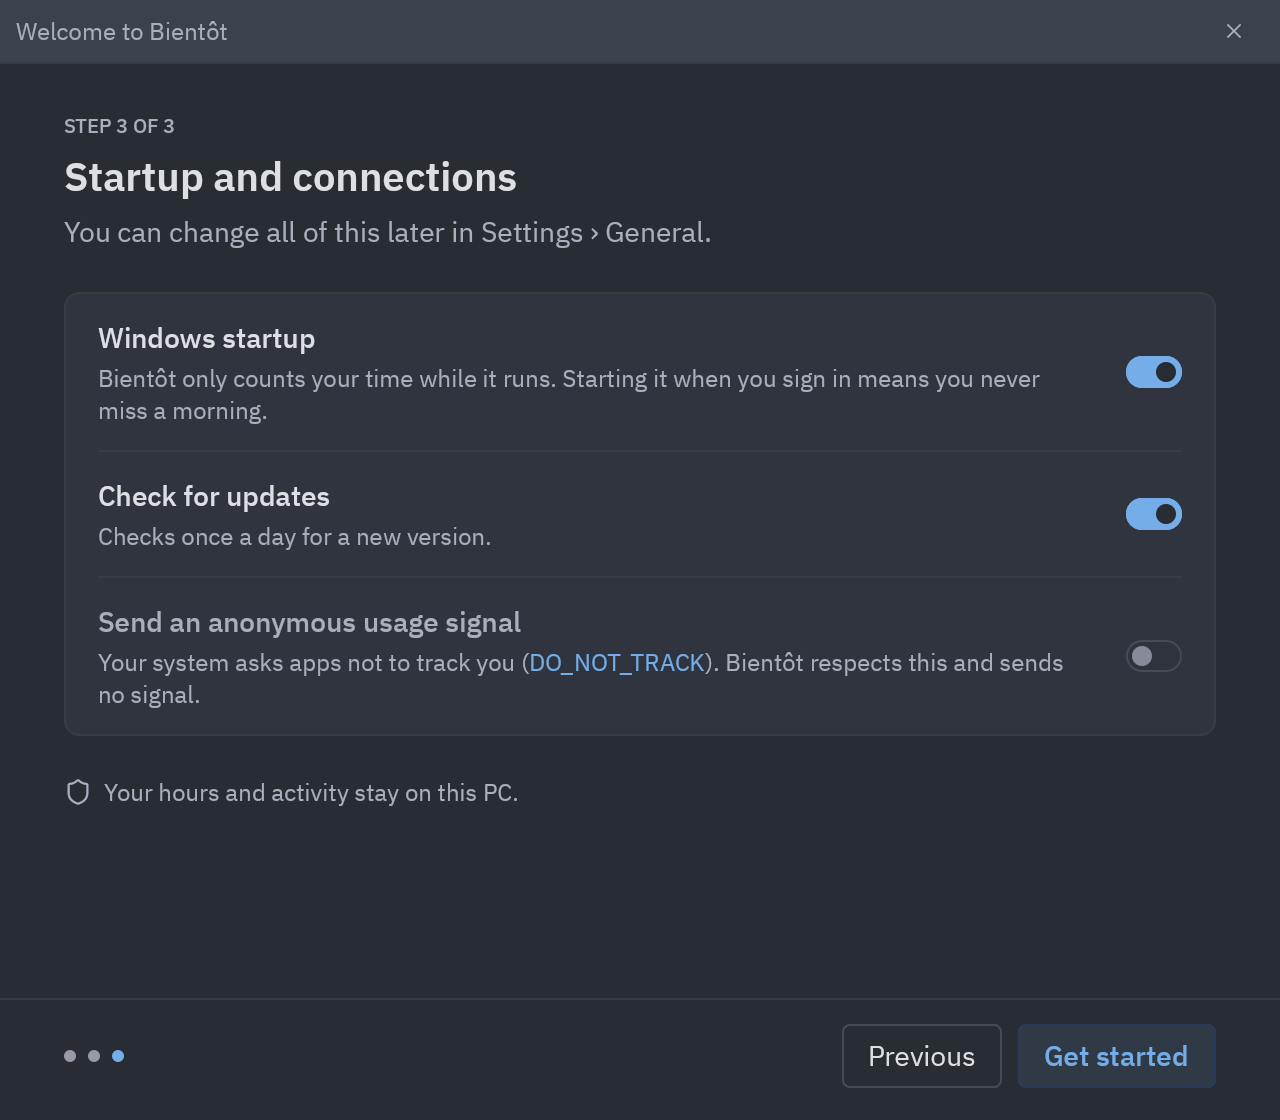 Welcome to Bientôt
STEP 3 OF 3
Startup and connections
You can change all of this later in Settings › General.
Windows startup
Bientôt only counts your time while it runs. Starting it when you sign in means you never
miss a morning.
Check for updates
Checks once a day for a new version.
Send an anonymous usage signal
Your system asks apps not to track you (DO_NOT_TRACK). Bientôt respects this and sends
no signal.
Your hours and activity stay on this PC.
Previous
Get started